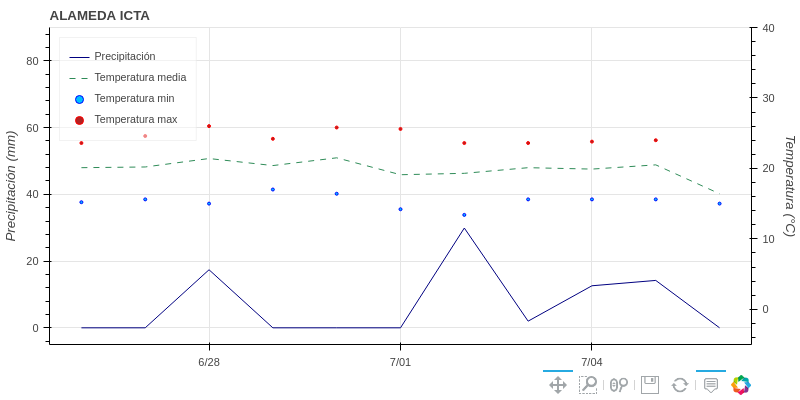 ALAMEDA ICTA
Precipitación
Temperatura media
Temperatura min
Temperatura max
Precipitación (mm)
80
60
40
20
0
Temperatura (°C)
40
30
20
10
0
6/28
7/01
7/04